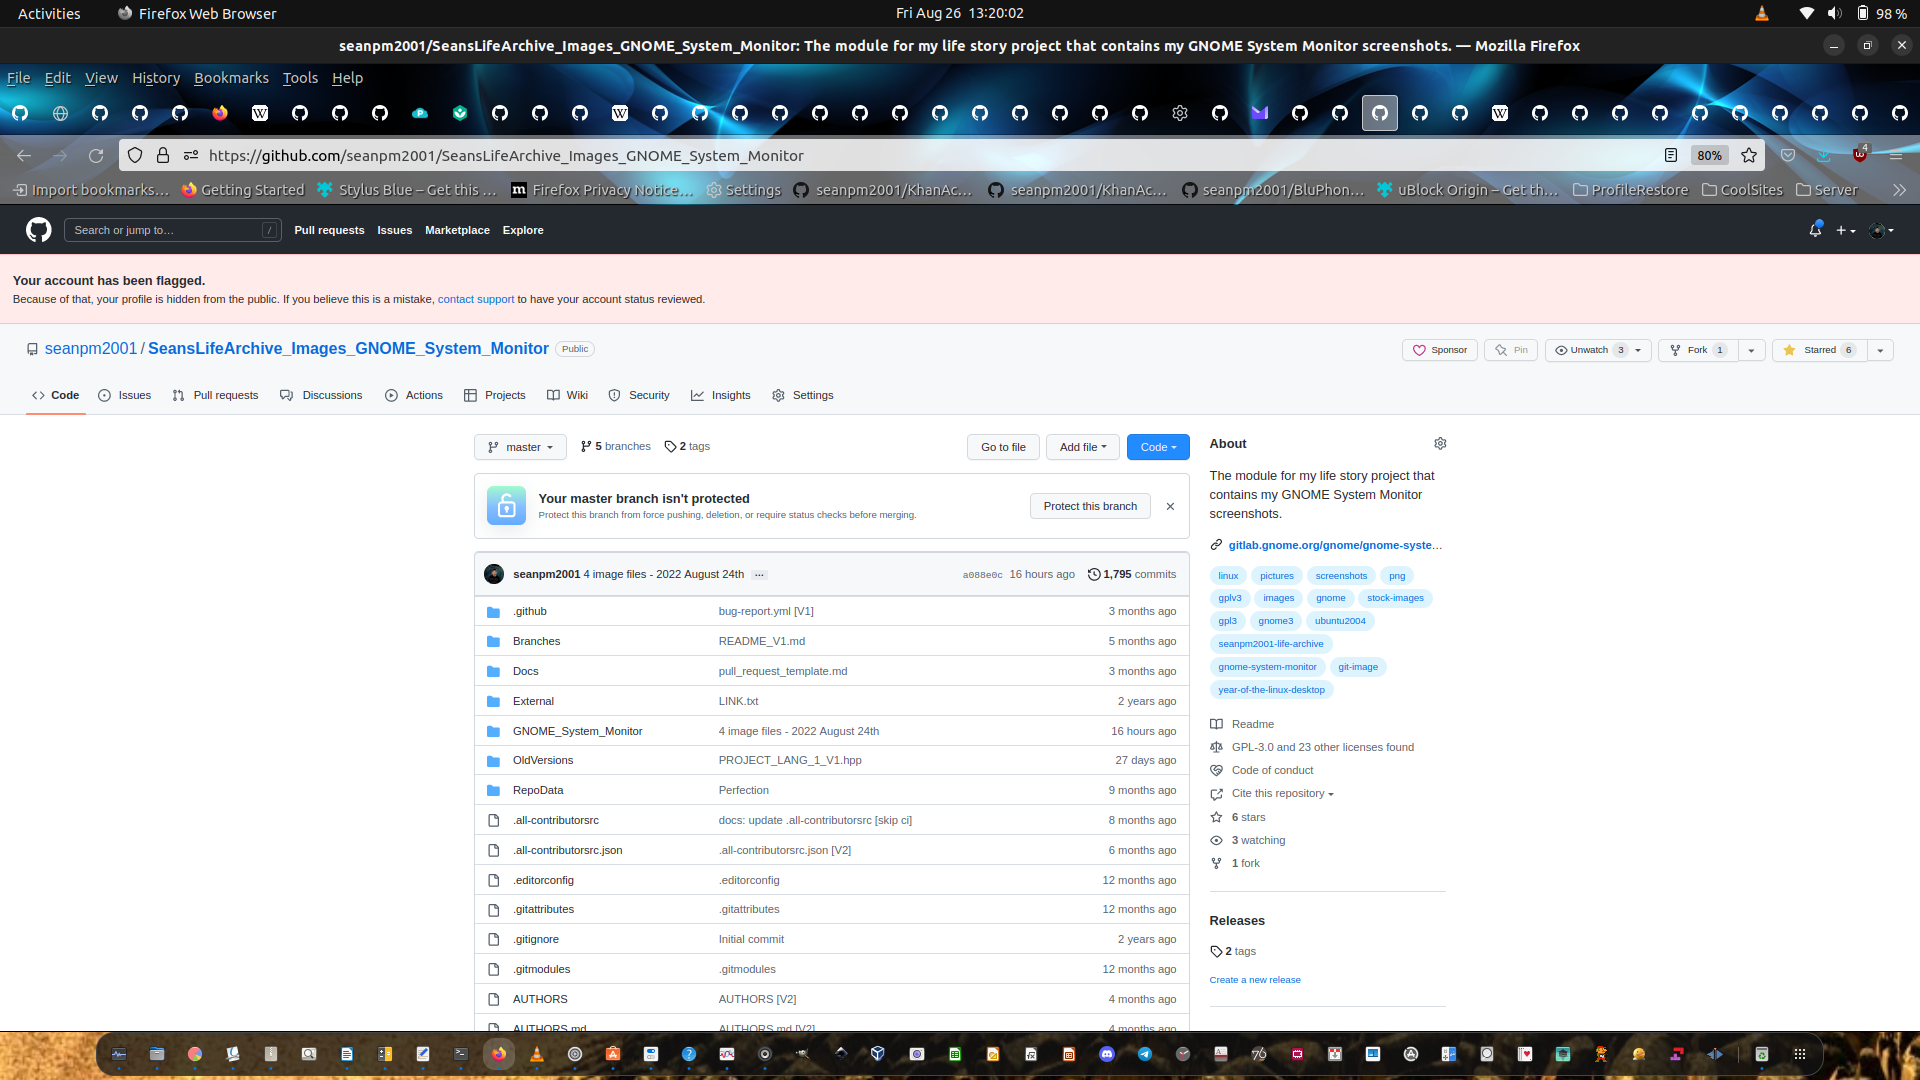 Activities Firefox Web Browser Fri Aug 26 13:20:02 98 %
seanpm2001/SeansLifeArchive_Images_GNOME_System_Monitor: The module for my life story project that contains my GNOME System Monitor screenshots. — Mozilla Firefox
File Edit View History Bookmarks Tools Help
https://github.com/seanpm2001/SeansLifeArchive_Images_GNOME_System_Monitor 80% 4
Import bookmarks… Getting Started Stylus Blue – Get this … Firefox Privacy Notice… Settings seanpm2001/KhanAc… seanpm2001/KhanAc… seanpm2001/BluPhon… uBlock Origin – Get th… ProfileRestore CoolSites Server
Search or jump to… / Pull requests Issues Marketplace Explore
Your account has been flagged.
Because of that, your profile is hidden from the public. If you believe this is a mistake, contact support to have your account status reviewed.
seanpm2001 / SeansLifeArchive_Images_GNOME_System_Monitor Public Sponsor Pin Unwatch 3 Fork 1 Starred 6
Code Issues Pull requests Discussions Actions Projects Wiki Security Insights Settings
master 5 branches 2 tags Go to file Add file Code
Your master branch isn't protected
Protect this branch from force pushing, deletion, or require status checks before merging.
Protect this branch
seanpm2001 4 image files - 2022 August 24th ... a088e0c 16 hours ago 1,795 commits
.github bug-report.yml [V1] 3 months ago
Branches README_V1.md 5 months ago
Docs pull_request_template.md 3 months ago
External LINK.txt 2 years ago
GNOME_System_Monitor 4 image files - 2022 August 24th 16 hours ago
OldVersions PROJECT_LANG_1_V1.hpp 27 days ago
RepoData Perfection 9 months ago
.all-contributorsrc docs: update .all-contributorsrc [skip ci] 8 months ago
.all-contributorsrc.json .all-contributorsrc.json [V2] 6 months ago
.editorconfig .editorconfig 12 months ago
.gitattributes .gitattributes 12 months ago
.gitignore Initial commit 2 years ago
.gitmodules .gitmodules 12 months ago
AUTHORS AUTHORS [V2] 4 months ago
AUTHORS.md AUTHORS.md [V2] 4 months ago
About
The module for my life story project that
contains my GNOME System Monitor
screenshots.
gitlab.gnome.org/gnome/gnome-syste…
linux pictures screenshots png
gplv3 images gnome stock-images
gpl3 gnome3 ubuntu2004
seanpm2001-life-archive
gnome-system-monitor git-image
year-of-the-linux-desktop
Readme
GPL-3.0 and 23 other licenses found
Code of conduct
Cite this repository
6 stars
3 watching
1 fork
Releases
2 tags
Create a new release